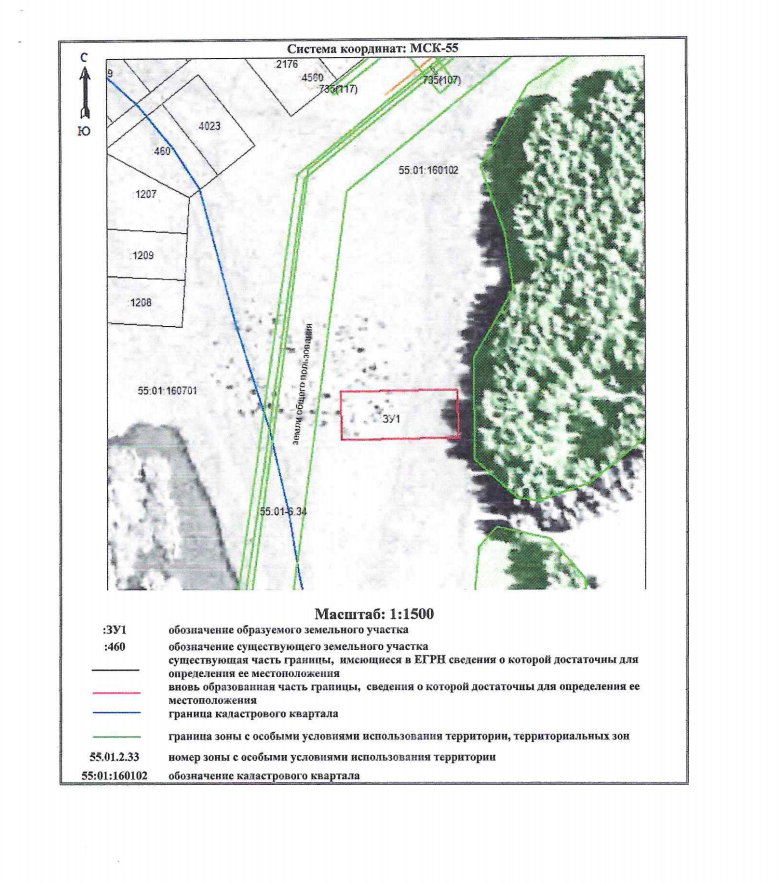 Система координат: МСК-55
С
Ю
9
2176
4560
735(117)
735(107)
4023
460
55:01:160102
1207
1209
1208
земли общего пользования
55:01:160701
ЗУ1
55.01-6.34
Масштаб: 1:1500
:ЗУ1 обозначение образуемого земельного участка
:460 обозначение существующего земельного участка
существующая часть границы, имеющиеся в ЕГРН сведения о которой достаточны для
определения ее местоположения
вновь образованная часть границы, сведения о которой достаточны для определения ее
местоположения
граница кадастрового квартала
граница зоны с особыми условиями использования территории, территориальных зон
55.01.2.33 номер зоны с особыми условиями использования территории
55:01:160102 обозначение кадастрового квартала